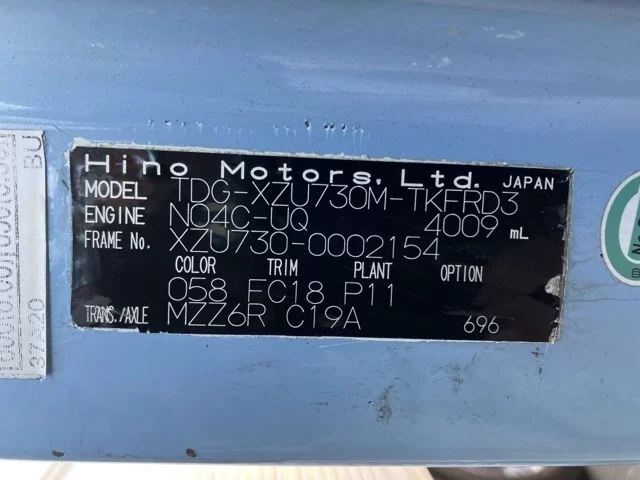 Hino Motors, Ltd. JAPAN
MODEL TDG-XZU730M-TKFRD3
ENGINE N04C-UQ 4009 mL
FRAME No. XZU730-0002154
COLOR TRIM PLANT OPTION
058 FC18 P11
TRANS./AXLE MZZ6R C19A 696
BU